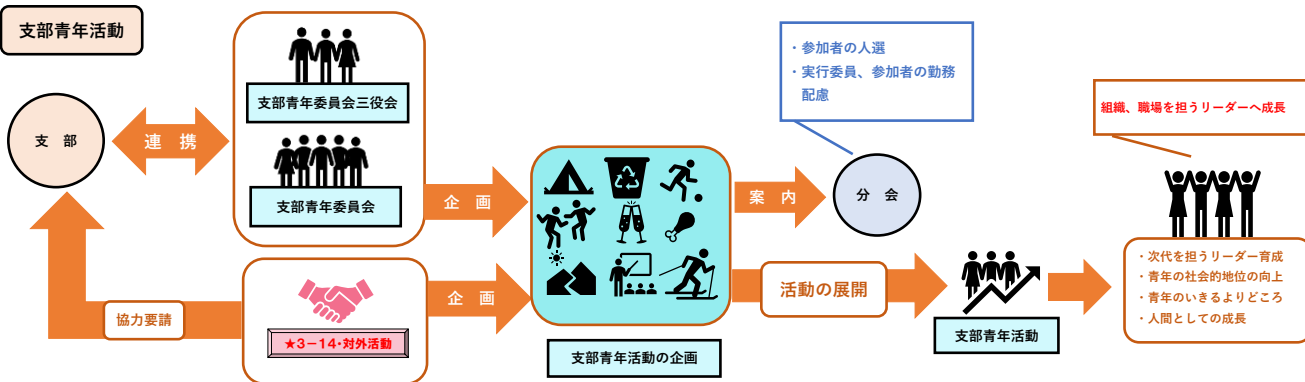 支部青年活動
支 部
連 携
支部青年委員会三役会
支部青年委員会
企 画
協力要請
★3－14・対外活動
企 画
支部青年活動の企画
案 内
・参加者の人選
・実行委員、参加者の勤務
配慮
分 会
活動の展開
支部青年活動
組織、職場を担うリーダーへ成長
・次代を担うリーダー育成
・青年の社会的地位の向上
・青年のいきるよりどころ
・人間としての成長